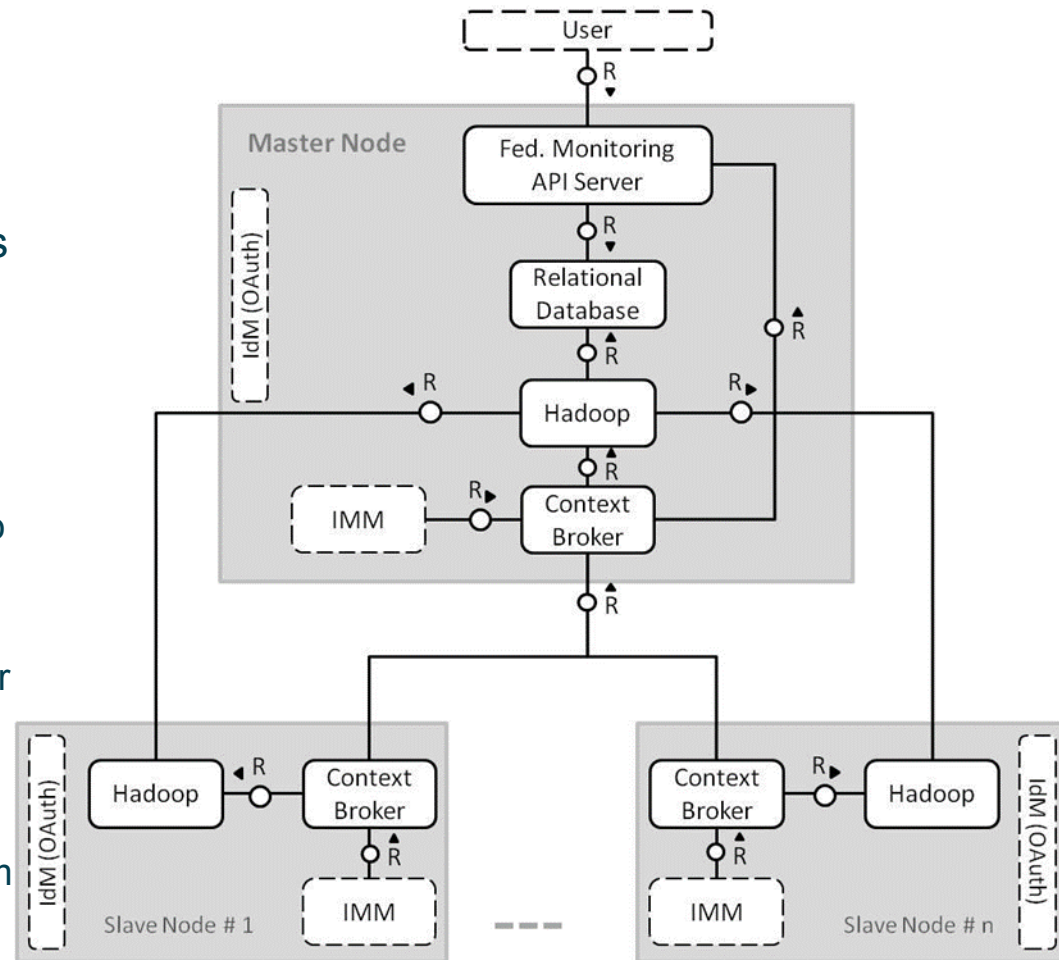 User
R
Master Node
Fed. Monitoring
API Server
IdM (OAuth)
R
s
Relational
Database
R
R
R
R
Hadoop
R
R
IMM
Context
Broker
o
R
r
R
Context
Broker
Hadoop
IdM (OAuth)
R
IMM
Slave Node # 1
n
Context
Broker
R
Hadoop
IdM (OAuth)
R
IMM
Slave Node # n